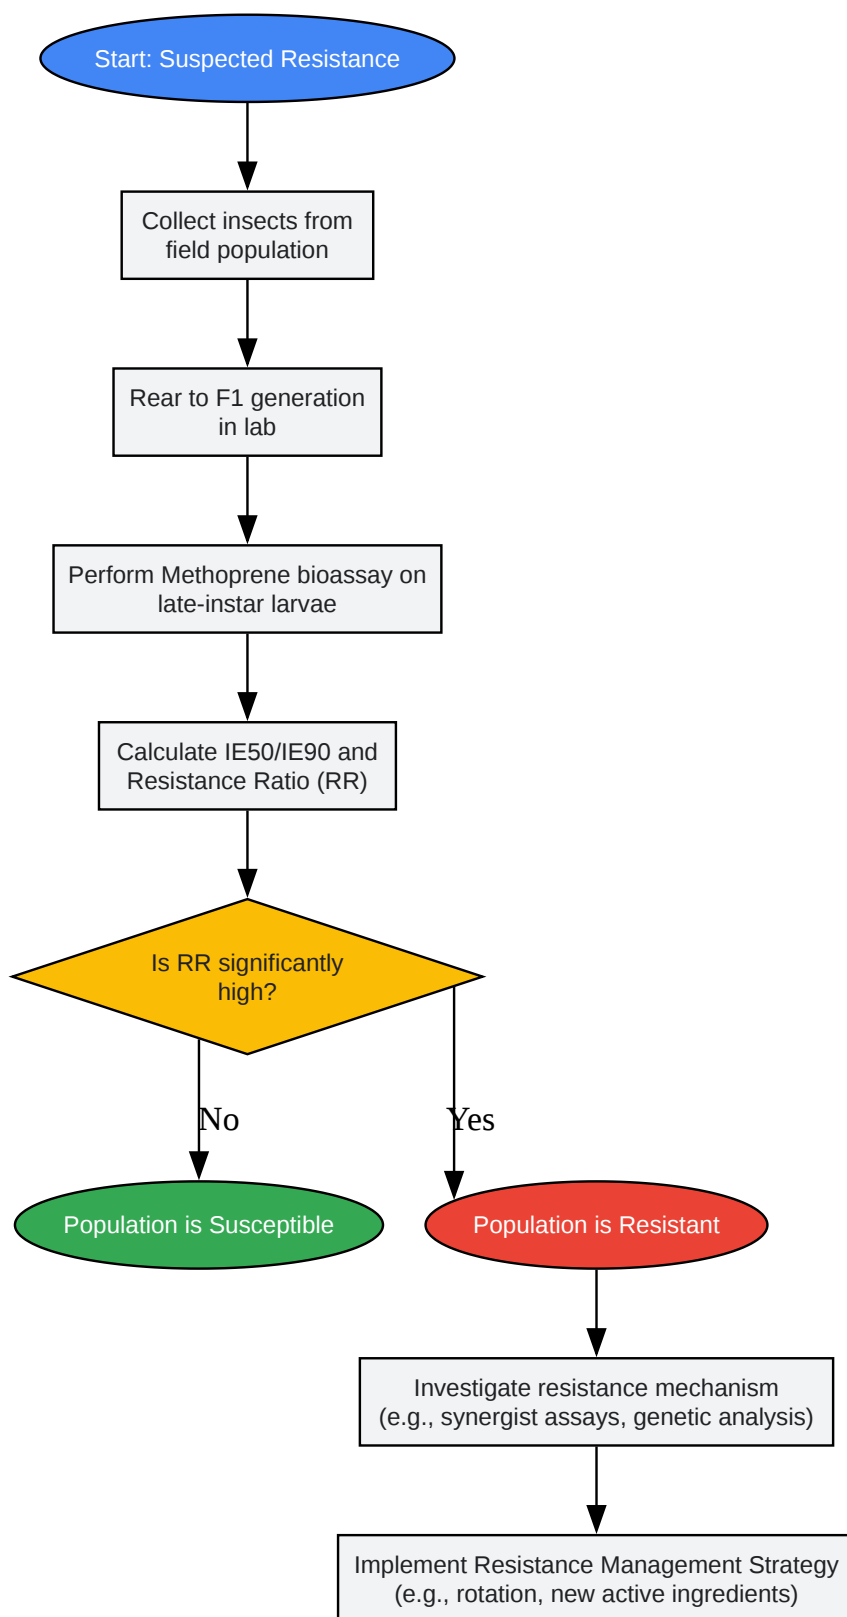 Start: Suspected Resistance
Collect insects from
field population
Rear to F1 generation
in lab
Perform Methoprene bioassay on
late-instar larvae
Calculate IE50/IE90 and
Resistance Ratio (RR)
Is RR significantly
high?
No
Yes
Population is Susceptible
Population is Resistant
Investigate resistance mechanism
(e.g., synergist assays, genetic analysis)
Implement Resistance Management Strategy
(e.g., rotation, new active ingredients)